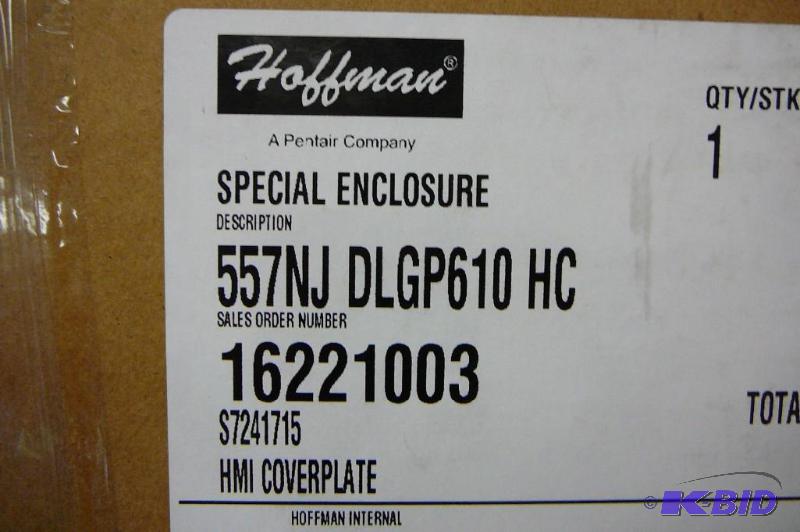 Hoffman®
A Pentair Company
QTY/STK
1
SPECIAL ENCLOSURE
DESCRIPTION
557NJ DLGP610 HC
SALES ORDER NUMBER
16221003
S7241715
TOTA
HMI COVERPLATE
HOFFMAN INTERNAL
© K-BID